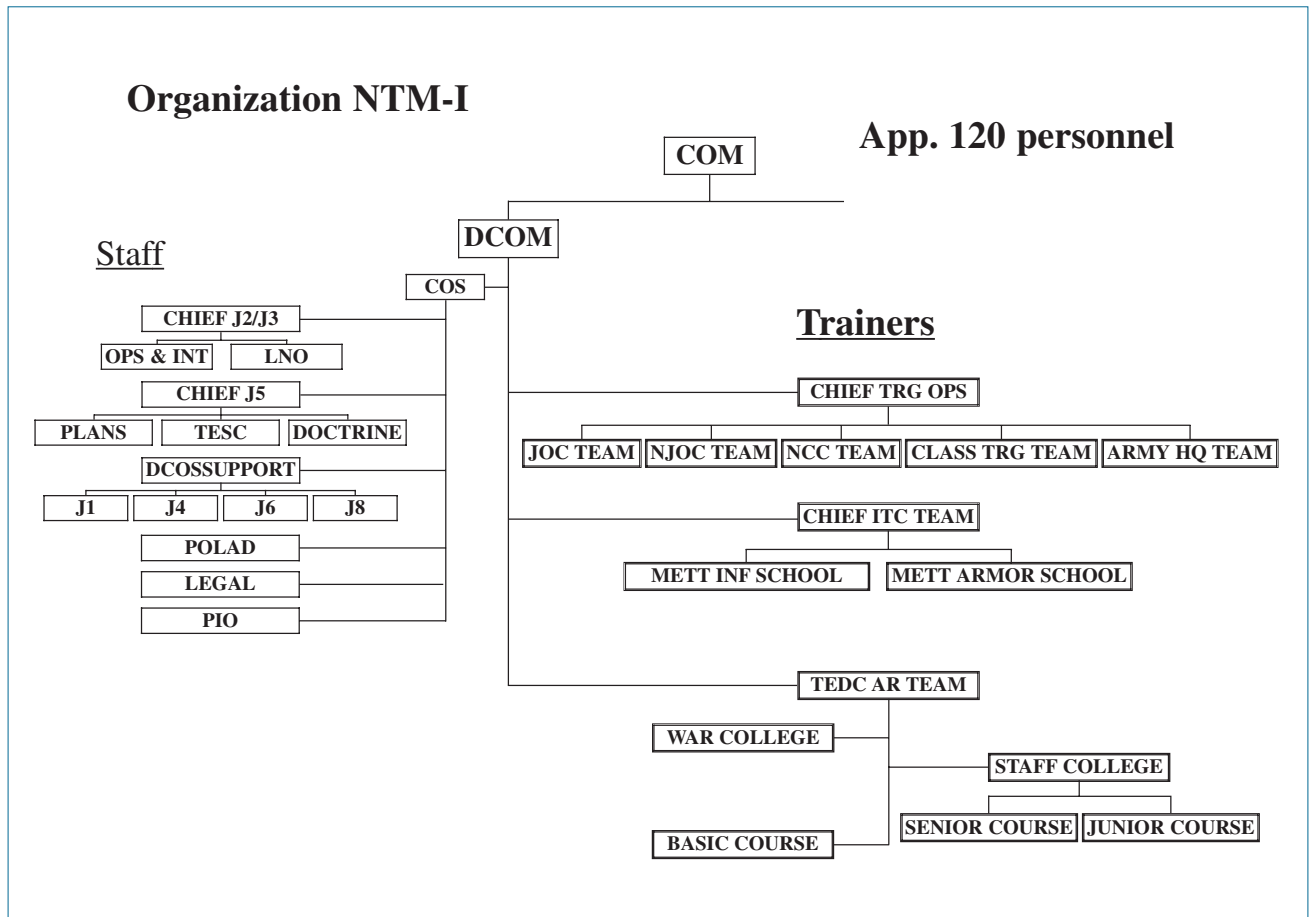 Organization NTM-I
App. 120 personnel
COM
DCOM
Staff
COS
CHIEF J2/J3
OPS & INT
LNO
CHIEF J5
PLANS
TESC
DOCTRINE
DCOSSUPPORT
J1
J4
J6
J8
POLAD
LEGAL
PIO
Trainers
CHIEF TRG OPS
JOC TEAM
NJOC TEAM
NCC TEAM
CLASS TRG TEAM
ARMY HQ TEAM
CHIEF ITC TEAM
METT INF SCHOOL
METT ARMOR SCHOOL
TEDC AR TEAM
WAR COLLEGE
STAFF COLLEGE
SENIOR COURSE
JUNIOR COURSE
BASIC COURSE